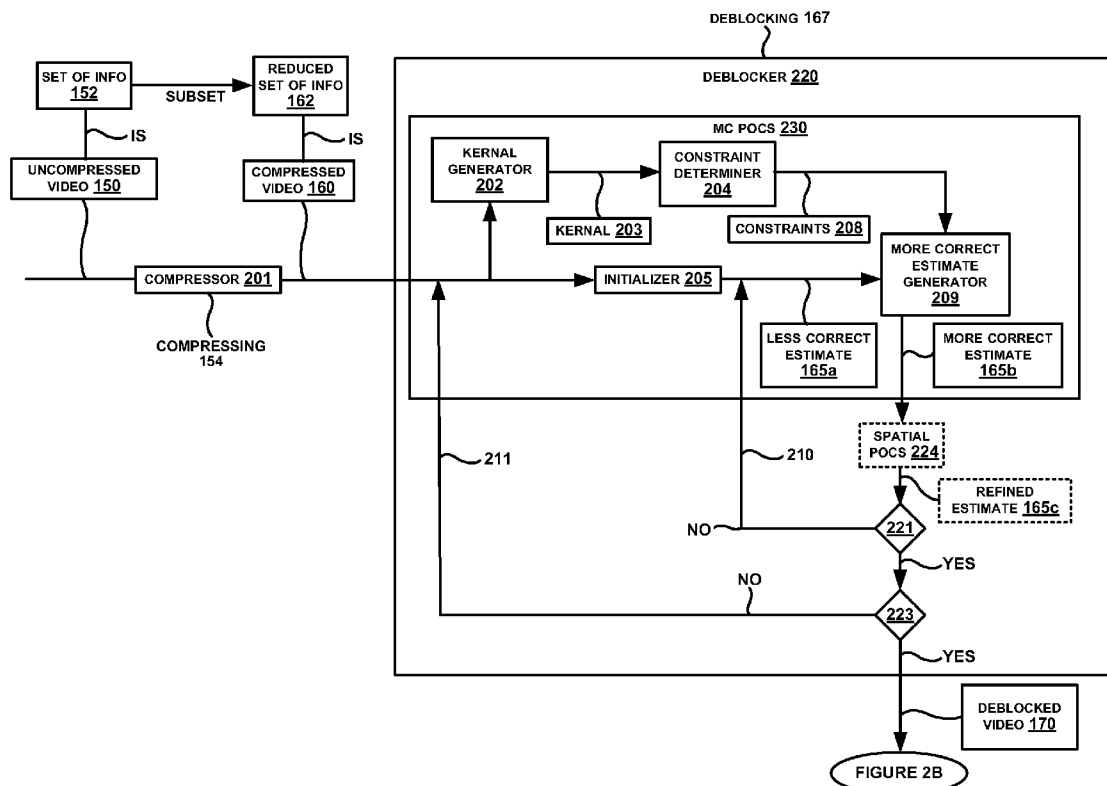 DEBLOCKING 167
SET OF INFO
152
SUBSET
REDUCED
SET OF INFO
162
IS
IS
UNCOMPRESSED
VIDEO 150
COMPRESSED
VIDEO 160
COMPRESSOR 201
COMPRESSING
154
DEBLOCKER 220
MC POCS 230
KERNAL
GENERATOR
202
KERNAL 203
CONSTRAINT
DETERMINER
204
CONSTRAINTS 208
INITIALIZER 205
MORE CORRECT
ESTIMATE
GENERATOR
209
LESS CORRECT
ESTIMATE
165a
MORE CORRECT
ESTIMATE
165b
211
210
SPATIAL
POCS 224
REFINED
ESTIMATE 165c
221
NO
YES
NO
223
YES
DEBLOCKED
VIDEO 170
FIGURE 2B